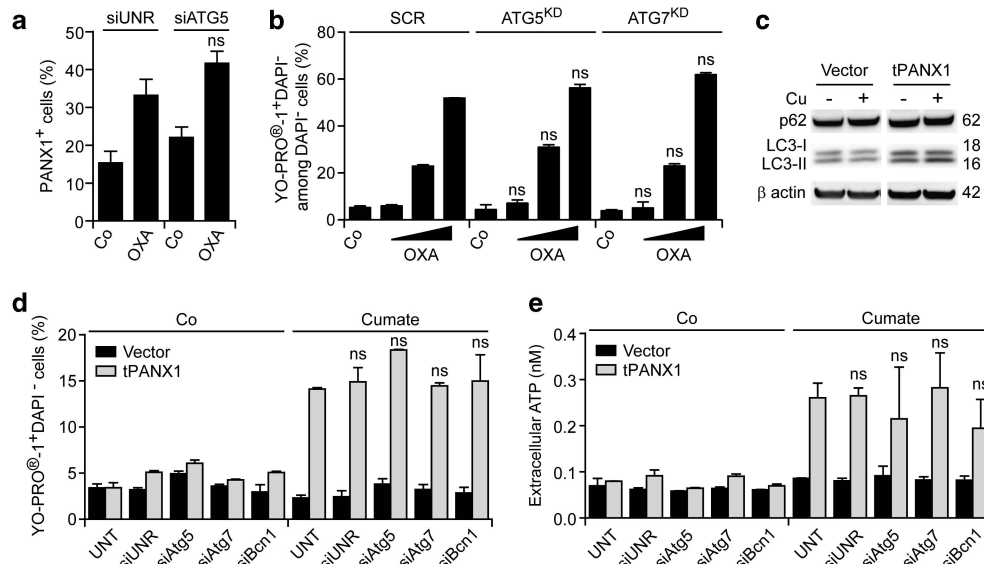 a
siUNR siATG5
ns
50
40
30
20
10
0
PANX1+ cells (%)
Co OXA Co OXA
b
SCR ATG5KD ATG7KD
80
60
40
20
0
YO-PRO®-1+DAPI-
among DAPI- cells (%)
ns ns ns ns ns ns
Co OXA Co OXA Co OXA
c
Vector tPANX1
Cu - + - +
p62 62
LC3-I 18
LC3-II 16
β actin 42
d
Co Cumate
20
15
10
5
0
YO-PRO®-1+DAPI - cells (%)
Vector
tPANX1
ns ns ns ns
UNT siUNR siAtg5 siAtg7 siBcn1 UNT siUNR siAtg5 siAtg7 siBcn1
e
Co Cumate
0.4
0.3
0.2
0.1
0.0
Extracellular ATP (nM)
Vector
tPANX1
ns ns ns ns
UNT siUNR siAtg5 siAtg7 siBcn1 UNT siUNR siAtg5 siAtg7 siBcn1